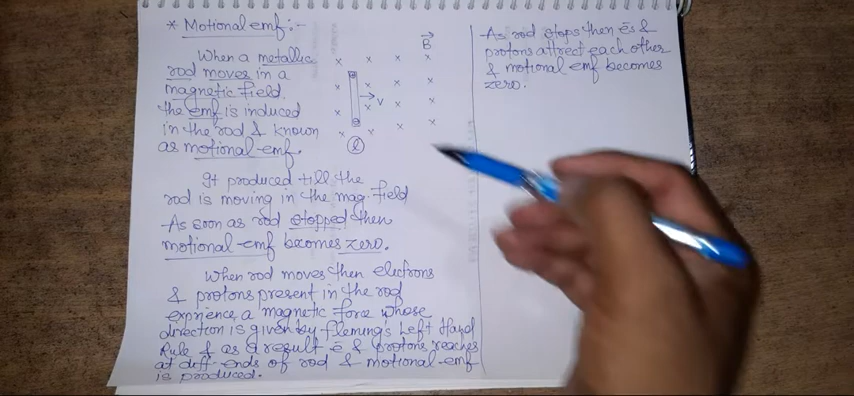 * Motional emf :-
When a metallic
rod moves in a
magnetic field.
the emf is induced
in the rod & known
as motional-emf.
B
v
l
It produced till the
rod is moving in the mag. field
As soon as rod stopped then
motional-emf becomes zero.
When rod moves then electrons
& protons present in the rod
exprience a magnetic force whose
direction is given by Fleming's Left Hand
Rule & as a result ē & protons reaches
at diff. ends of rod & motional-emf
is produced.
As rod stops then ēs &
protons attrect each other
& motional emf becomes
zero.